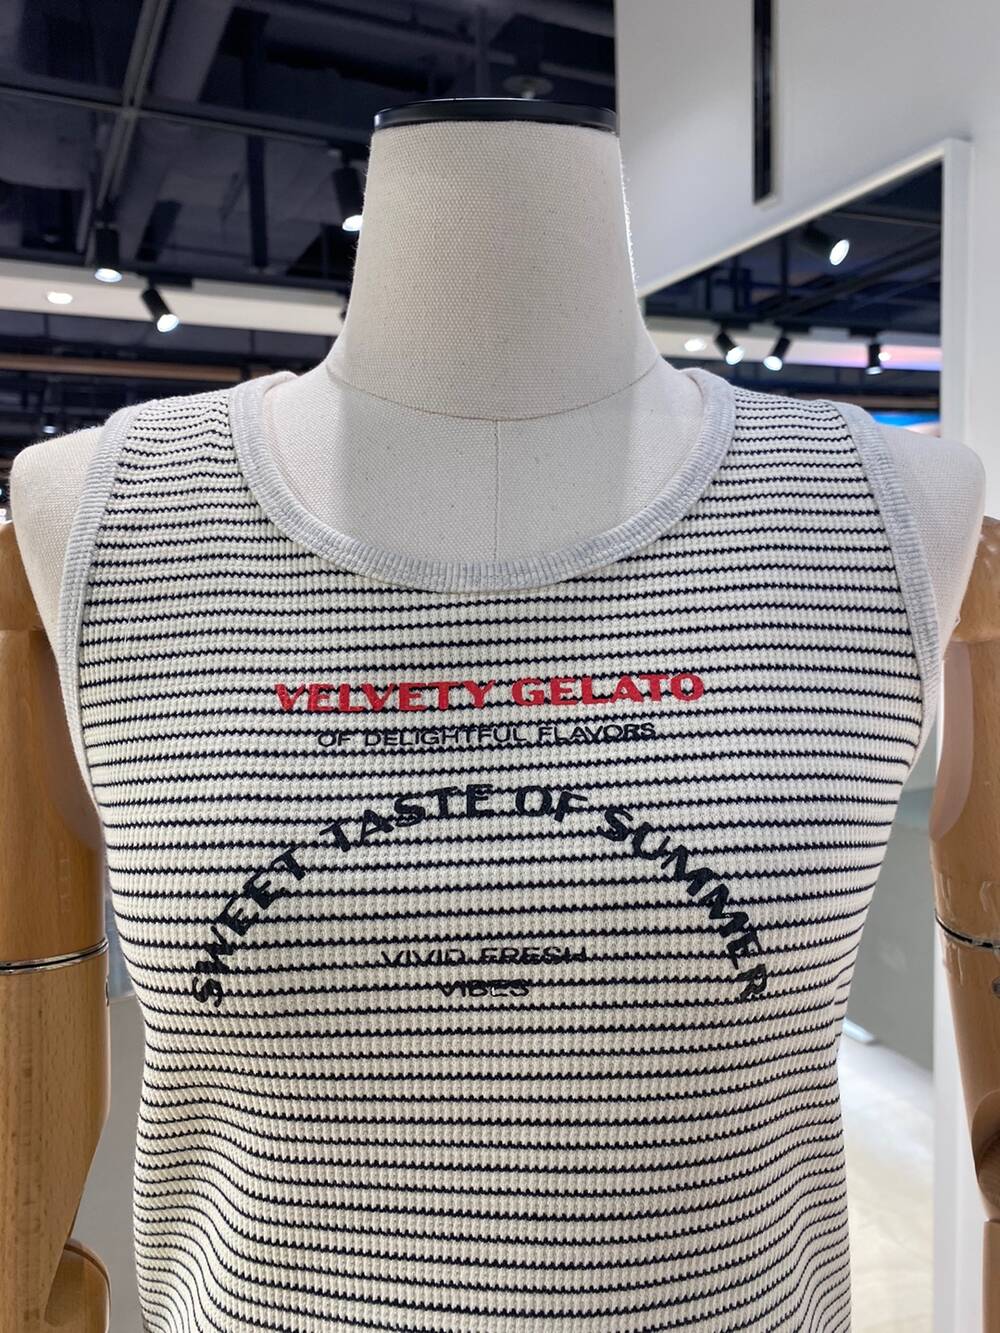 VELVETY GELATO
OF DELIGHTFUL FLAVORS
SWEET TASTE OF SUMMER
VIVID FRESH
VIBES